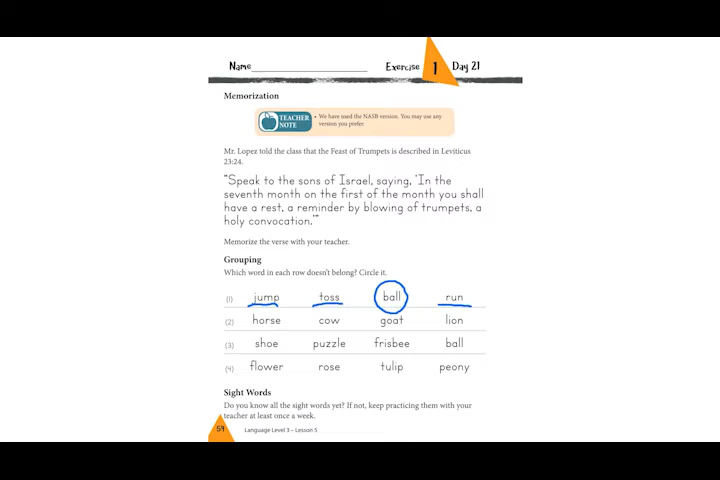 Name
Exercise 1 Day 21
Memorization
TEACHER NOTE
• We have used the NASB version. You may use any
version you prefer.
Mr. Lopez told the class that the Feast of Trumpets is described in Leviticus
23:24.
"Speak to the sons of Israel, saying, 'In the
seventh month on the first of the month you shall
have a rest, a reminder by blowing of trumpets, a
holy convocation.'"
Memorize the verse with your teacher.
Grouping
Which word in each row doesn't belong? Circle it.
(1) jump toss ball run
(2) horse cow goat lion
(3) shoe puzzle frisbee ball
(4) flower rose tulip peony
Sight Words
Do you know all the sight words yet? If not, keep practicing them with your
teacher at least once a week.
59 Language Level 3 – Lesson 5